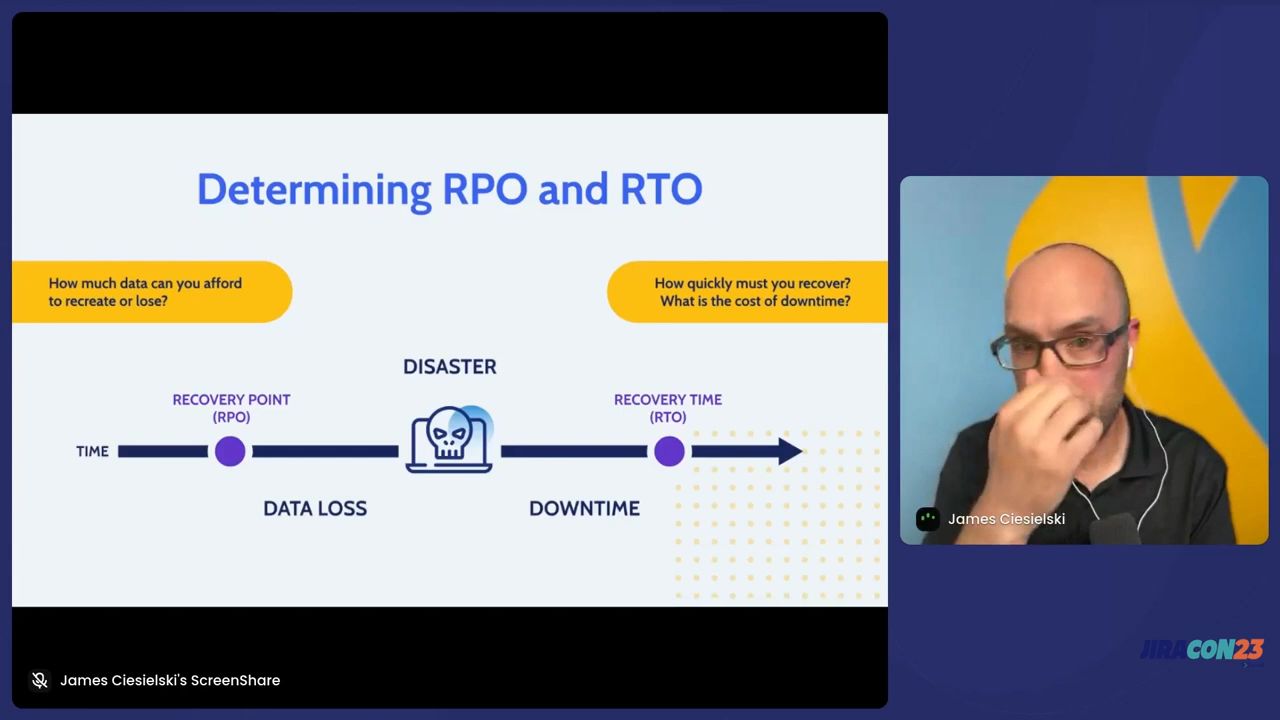 Determining RPO and RTO
How much data can you afford
to recreate or lose?
How quickly must you recover?
What is the cost of downtime?
DISASTER
RECOVERY POINT
(RPO)
RECOVERY TIME
(RTO)
TIME
DATA LOSS
DOWNTIME
James Ciesielski
JIRACON23
James Ciesielski's ScreenShare